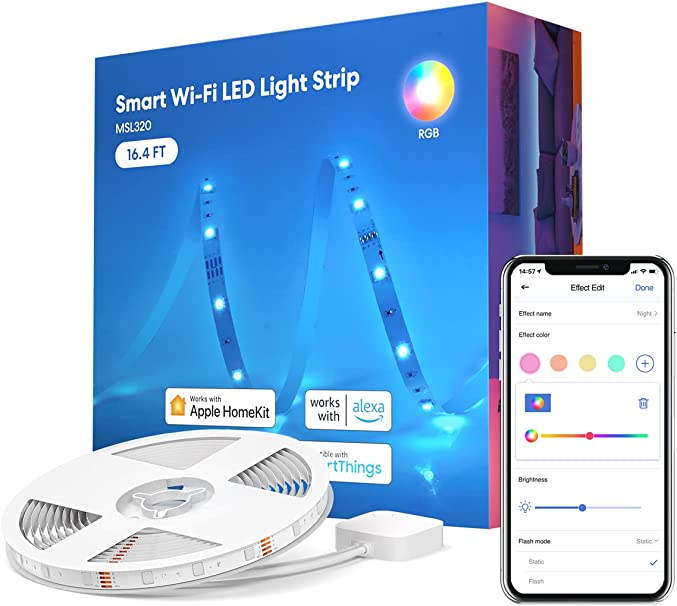 Smart Wi-Fi LED Light Strip
MSL320
16.4 FT
RGB
Works with
Apple HomeKit
works
with
alexa
with
14:57
Effect Edit
Done
Effect name
Night
Effect color
Brightness
Flash mode
Static
Static
Flash